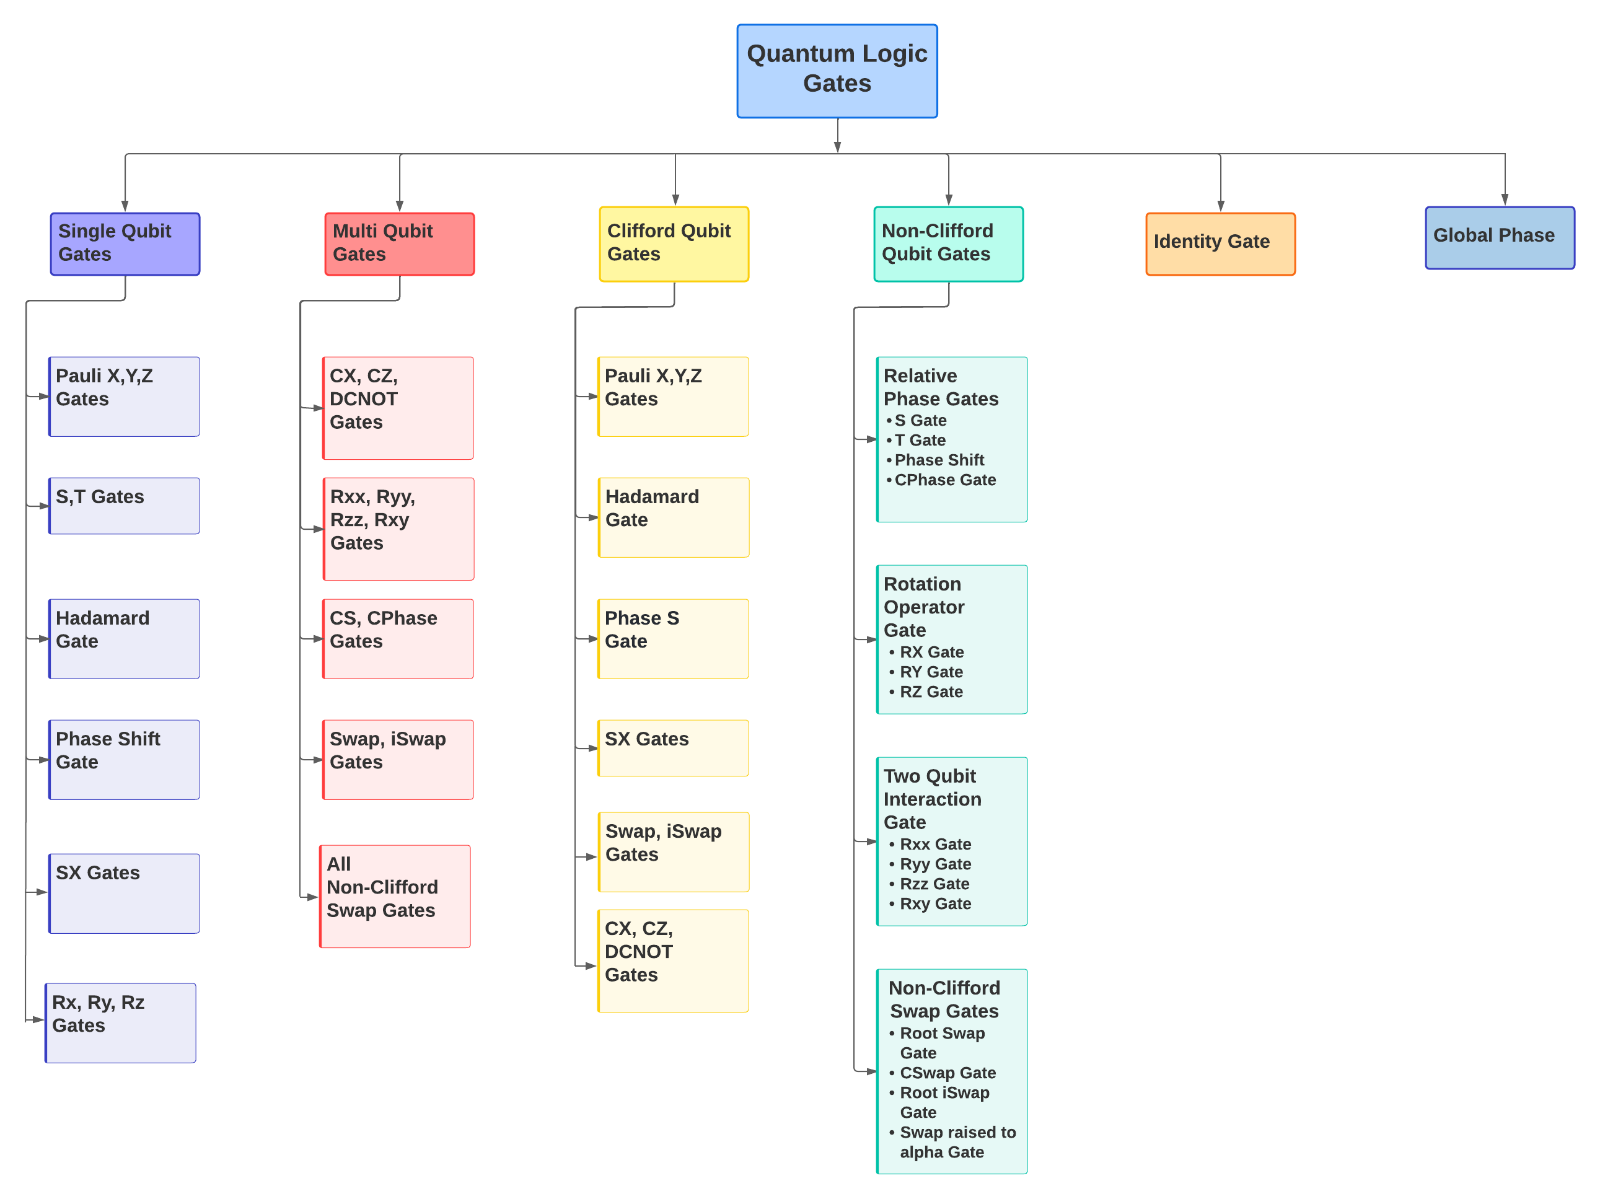 Quantum Logic
Gates
Single Qubit
Gates
Multi Qubit
Gates
Clifford Qubit
Gates
Non-Clifford
Qubit Gates
Identity Gate
Global Phase
Pauli X,Y,Z
Gates
S,T Gates
Hadamard
Gate
Phase Shift
Gate
SX Gates
Rx, Ry, Rz
Gates
CX, CZ,
DCNOT
Gates
Rxx, Ryy,
Rzz, Rxy
Gates
CS, CPhase
Gates
Swap, iSwap
Gates
All
Non-Clifford
Swap Gates
Pauli X,Y,Z
Gates
Hadamard
Gate
Phase S
Gate
SX Gates
Swap, iSwap
Gates
CX, CZ,
DCNOT
Gates
Relative
Phase Gates
• S Gate
• T Gate
• Phase Shift
• CPhase Gate
Rotation
Operator
Gate
• RX Gate
• RY Gate
• RZ Gate
Two Qubit
Interaction
Gate
• Rxx Gate
• Ryy Gate
• Rzz Gate
• Rxy Gate
Non-Clifford
Swap Gates
• Root Swap
Gate
• CSwap Gate
• Root iSwap
Gate
• Swap raised to
alpha Gate